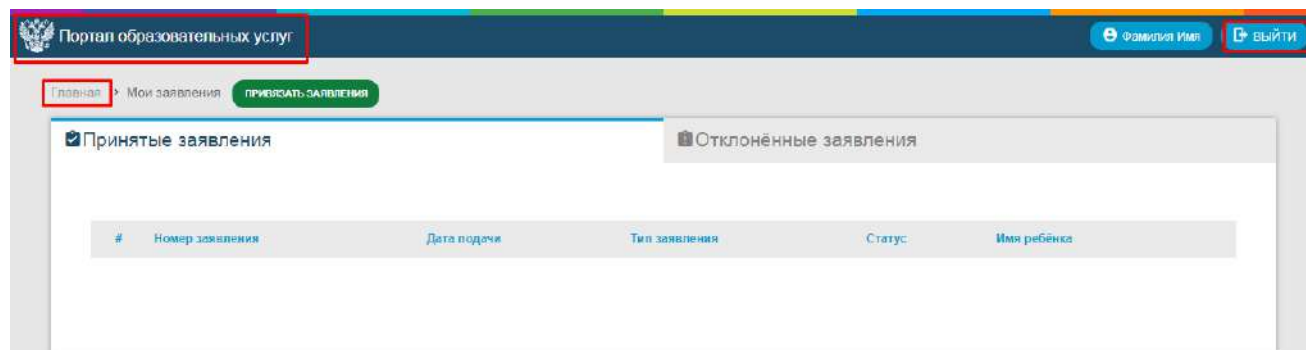 Портал образовательных услуг
Фамилия Имя
ВЫЙТИ
Главная > Мои заявления ПРИВЯЗАТЬ ЗАЯВЛЕНИЯ
Принятые заявления
Отклонённые заявления
# Номер заявления Дата подачи Тип заявления Статус Имя ребёнка